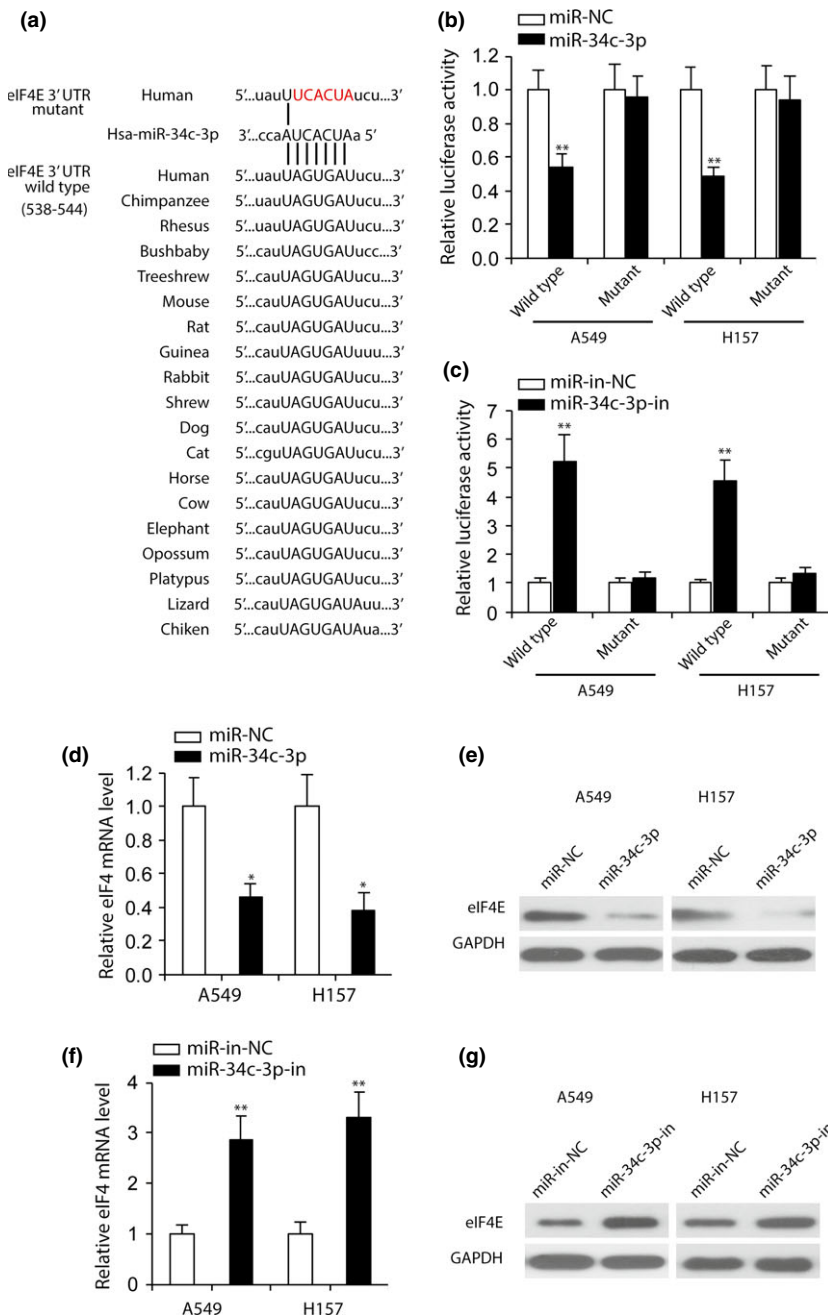 (a)
eIF4E 3′ UTR mutant Human 5′...uauUUCACUAucu...3′
Hsa-miR-34c-3p 3′...ccaAUCACUAa 5′
eIF4E 3′ UTR wild type (538-544)
Human 5′...uauUAGUGAUucu...3′
Chimpanzee 5′...uauUAGUGAUucu...3′
Rhesus 5′...uauUAGUGAUucu...3′
Bushbaby 5′...cauUAGUGAUucc...3′
Treeshrew 5′...cauUAGUGAUucu...3′
Mouse 5′...cauUAGUGAUucu...3′
Rat 5′...cauUAGUGAUucu...3′
Guinea 5′...cauUAGUGAUuuu...3′
Rabbit 5′...cauUAGUGAUucu...3′
Shrew 5′...cauUAGUGAUucu...3′
Dog 5′...cauUAGUGAUucu...3′
Cat 5′...cguUAGUGAUucu...3′
Horse 5′...cauUAGUGAUucu...3′
Cow 5′...cauUAGUGAUucu...3′
Elephant 5′...cauUAGUGAUucu...3′
Opossum 5′...cauUAGUGAUucu...3′
Platypus 5′...cauUAGUGAUucu...3′
Lizard 5′...cauUAGUGAUAuu...3′
Chiken 5′...cauUAGUGAUAua...3′
(b)
miR-NC
miR-34c-3p
Relative luciferase activity
1.2
1.0
0.8
0.6
0.4
0.2
0.0
** **
Wild type Mutant Wild type Mutant
A549 H157
(c)
miR-in-NC
miR-34c-3p-in
Relative luciferase activity
7
6
5
4
3
2
1
0
** **
Wild type Mutant Wild type Mutant
A549 H157
(d)
miR-NC
miR-34c-3p
Relative eIF4 mRNA level
1.2
1.0
0.8
0.6
0.4
0.2
0.0
* *
A549 H157
(e)
A549 H157
miR-NC miR-34c-3p miR-NC miR-34c-3p
eIF4E
GAPDH
(f)
miR-in-NC
miR-34c-3p-in
Relative eIF4 mRNA level
4
3
2
1
0
** **
A549 H157
(g)
A549 H157
miR-in-NC miR-34c-3p-in miR-in-NC miR-34c-3p-in
eIF4E
GAPDH